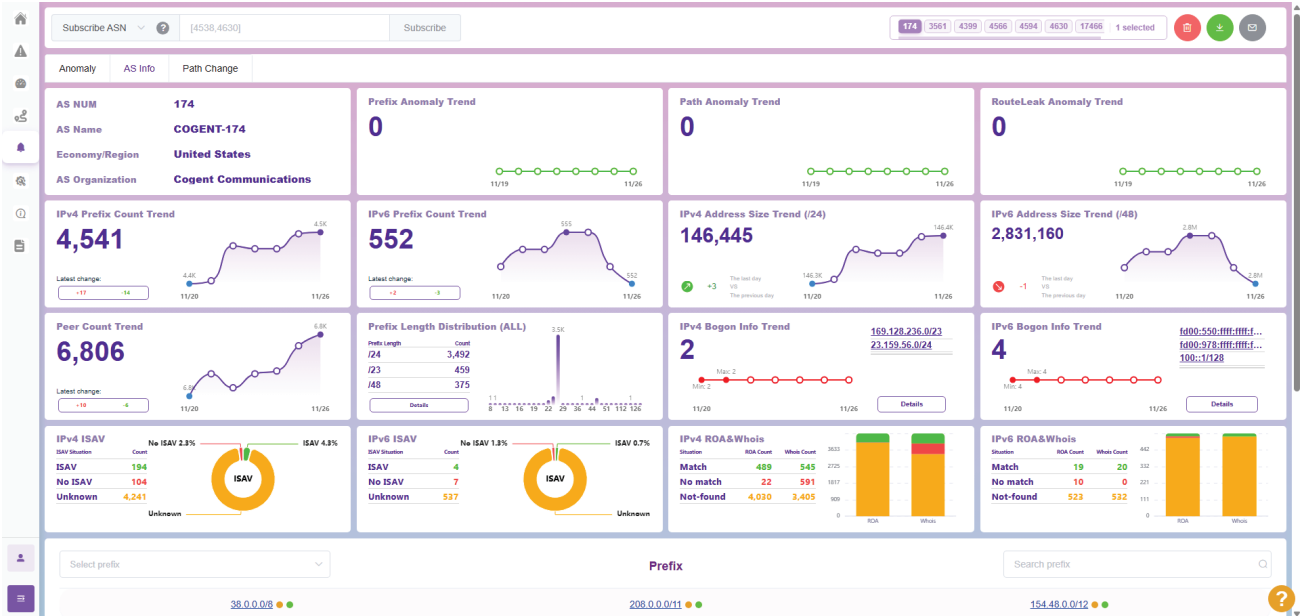 Subscribe ASN ? [4538,4630] Subscribe
174 3561 4399 4566 4594 4630 17466 1 selected
Anomaly AS Info Path Change
AS NUM 174
AS Name COGENT-174
Economy/Region United States
AS Organization Cogent Communications
Prefix Anomaly Trend
0
11/19 11/26
Path Anomaly Trend
0
11/19 11/26
RouteLeak Anomaly Trend
0
11/19 11/26
IPv4 Prefix Count Trend
4,541
4.5K
4.4K
Latest change:
+17 -14
11/20 11/26
IPv6 Prefix Count Trend
552
555
552
Latest change:
+2 -3
11/20 11/26
IPv4 Address Size Trend (/24)
146,445
146.4K
146.3K
+3
The last day
VS
The previous day
11/20 11/26
IPv6 Address Size Trend (/48)
2,831,160
2.8M
2.8M
-1
The last day
VS
The previous day
11/20 11/26
Peer Count Trend
6,806
6.8K
6.8K
Latest change:
+10 -6
11/20 11/26
Prefix Length Distribution (ALL)
Prefix Length Count
/24 3,492
/23 459
/48 375
Details
3.5K
1 1 1 1
8 13 16 19 22 29 36 44 51 112 126
IPv4 Bogon Info Trend
2
169.128.236.0/23
23.159.56.0/24
Max: 2
Min: 2
11/20 11/26
Details
IPv6 Bogon Info Trend
4
fd00:550:ffff:ffff:f...
fd00:978:ffff:ffff:f...
100::1/128
Max: 4
Min: 4
11/20 11/26
Details
IPv4 ISAV
ISAV Situation Count
ISAV 194
No ISAV 104
Unknown 4,241
No ISAV 2.3% ISAV 4.3%
ISAV
Unknown
IPv6 ISAV
ISAV Situation Count
ISAV 4
No ISAV 7
Unknown 537
No ISAV 1.3% ISAV 0.7%
ISAV
Unknown
IPv4 ROA&Whois
Situation ROA Count Whois Count
Match 489 545
No match 22 591
Not-found 4,030 3,405
3633
2725
1817
909
0
ROA Whois
IPv6 ROA&Whois
Situation ROA Count Whois Count
Match 19 20
No match 10 0
Not-found 523 532
442
332
221
111
0
ROA Whois
Select prefix Prefix Search prefix
38.0.0.0/8 208.0.0.0/11 154.48.0.0/12
?